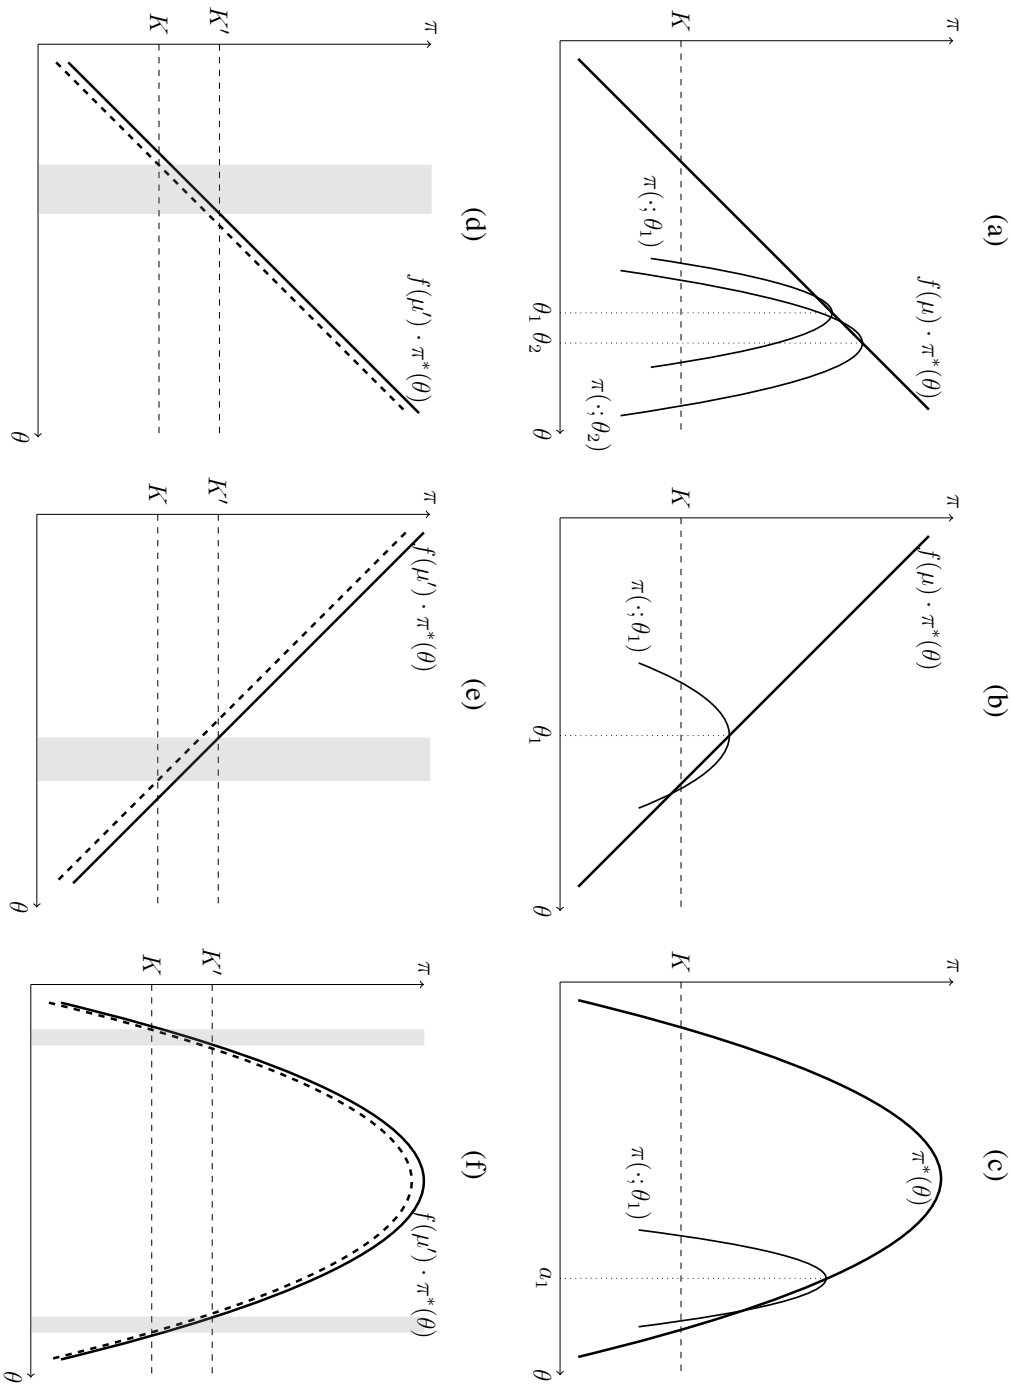 (a)
π
f(μ) · π*(θ)
π(·;θ₁)
π(·;θ₂)
K
θ₁ θ₂
θ
(b)
π
f(μ) · π*(θ)
π(·;θ₁)
K
θ₁
θ
(c)
π
π*(θ)
π(·;θ₁)
K
a₁
θ
(d)
π
f(μ′) · π*(θ)
K′
K
θ
(e)
π
f(μ′) · π*(θ)
K′
K
θ
(f)
π
f(μ′) · π*(θ)
K′
K
θ